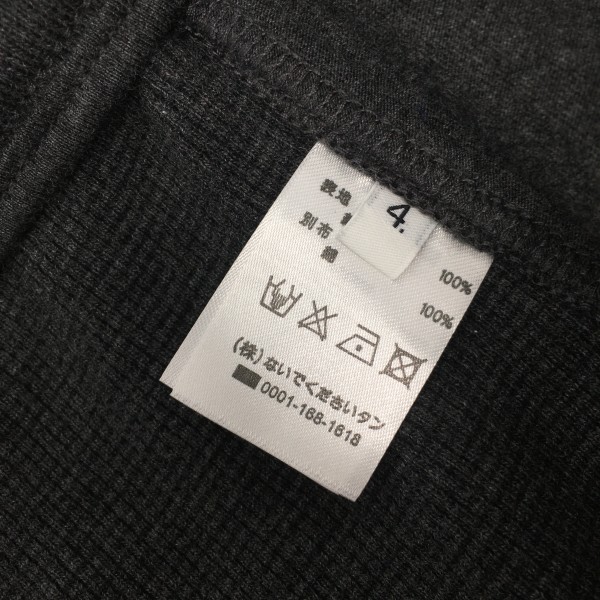 4.
表地
100%
別布
綿 100%
(株)ないでくださいタン
0001-168-1618